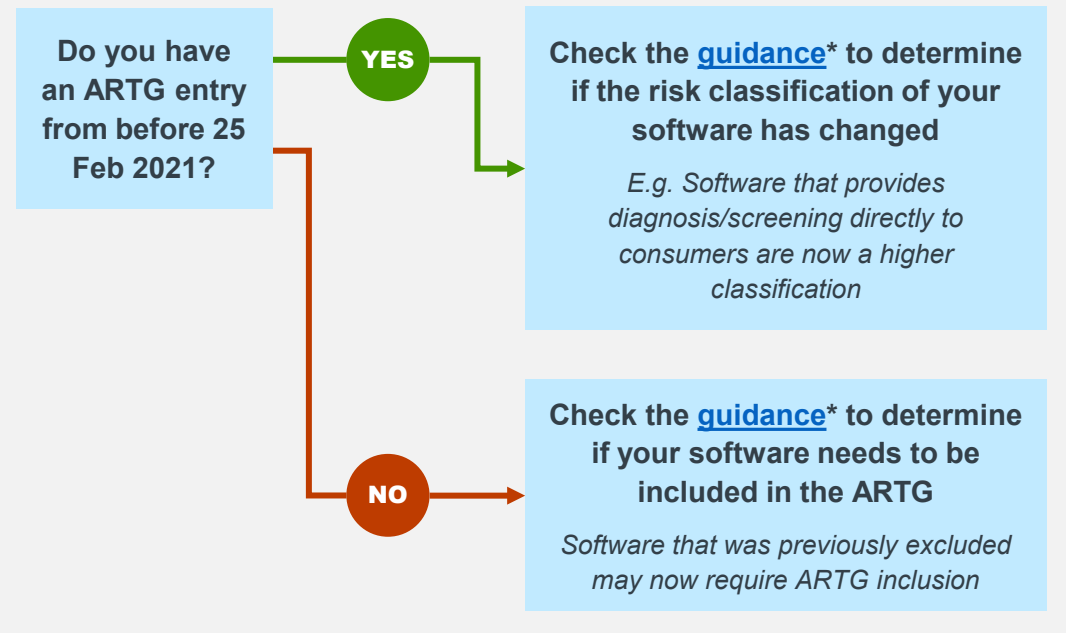 Do you have
an ARTG entry
from before 25
Feb 2021?
YES
Check the guidance* to determine
if the risk classification of your
software has changed
E.g. Software that provides
diagnosis/screening directly to
consumers are now a higher
classification
NO
Check the guidance* to determine
if your software needs to be
included in the ARTG
Software that was previously excluded
may now require ARTG inclusion